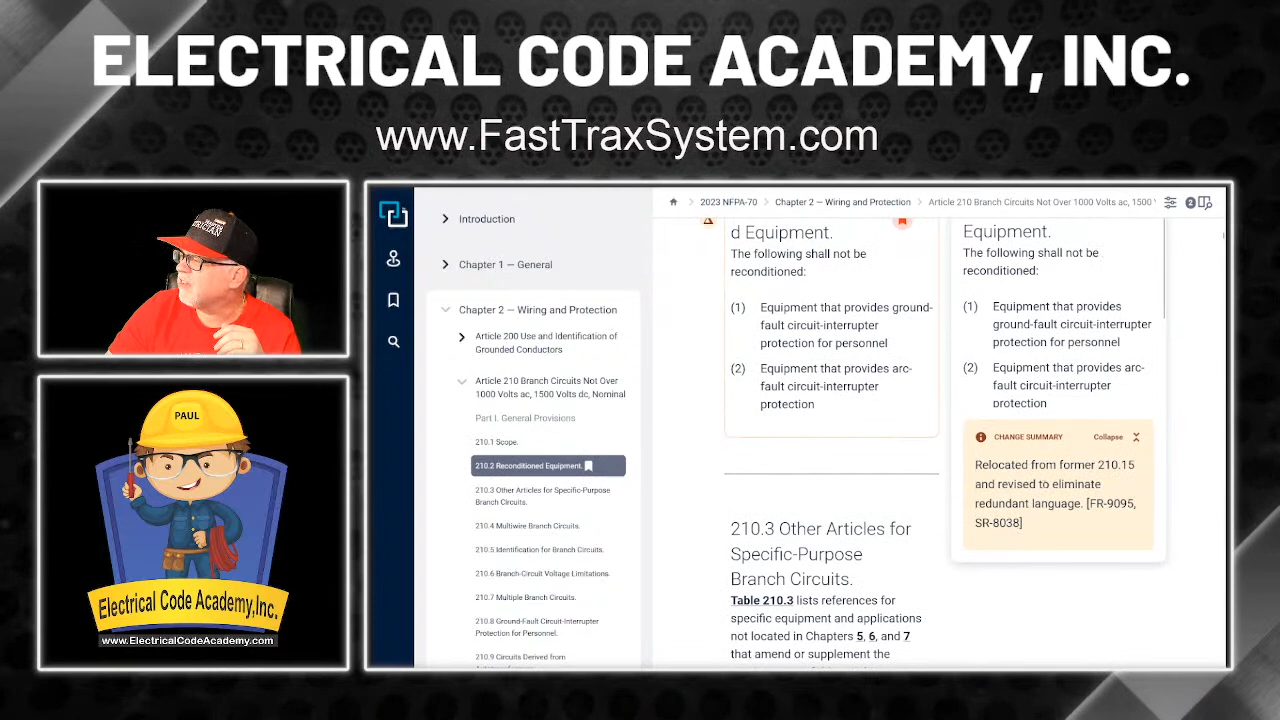 ELECTRICAL CODE ACADEMY, INC.
www.FastTraxSystem.com
PAUL
Electrical Code Academy,Inc.
www.ElectricalCodeAcademy.com
Introduction
Chapter 1 — General
Chapter 2 — Wiring and Protection
Article 200 Use and Identification of
Grounded Conductors
Article 210 Branch Circuits Not Over
1000 Volts ac, 1500 Volts dc, Nominal
Part I. General Provisions
210.1 Scope.
210.2 Reconditioned Equipment.
210.3 Other Articles for Specific-Purpose
Branch Circuits.
210.4 Multiwire Branch Circuits.
210.5 Identification for Branch Circuits.
210.6 Branch-Circuit Voltage Limitations.
210.7 Multiple Branch Circuits.
210.8 Ground-Fault Circuit-Interrupter
Protection for Personnel.
210.9 Circuits Derived from
2023 NFPA-70 Chapter 2 — Wiring and Protection Article 210 Branch Circuits Not Over 1000 Volts ac, 1500 V
2
d Equipment.
The following shall not be
reconditioned:
(1) Equipment that provides ground-
fault circuit-interrupter
protection for personnel
(2) Equipment that provides arc-
fault circuit-interrupter
protection
210.3 Other Articles for
Specific-Purpose
Branch Circuits.
Table 210.3 lists references for
specific equipment and applications
not located in Chapters 5, 6, and 7
that amend or supplement the
Equipment.
The following shall not be
reconditioned:
(1) Equipment that provides
ground-fault circuit-interrupter
protection for personnel
(2) Equipment that provides arc-
fault circuit-interrupter
protection
CHANGE SUMMARY Collapse
Relocated from former 210.15
and revised to eliminate
redundant language. [FR-9095,
SR-8038]